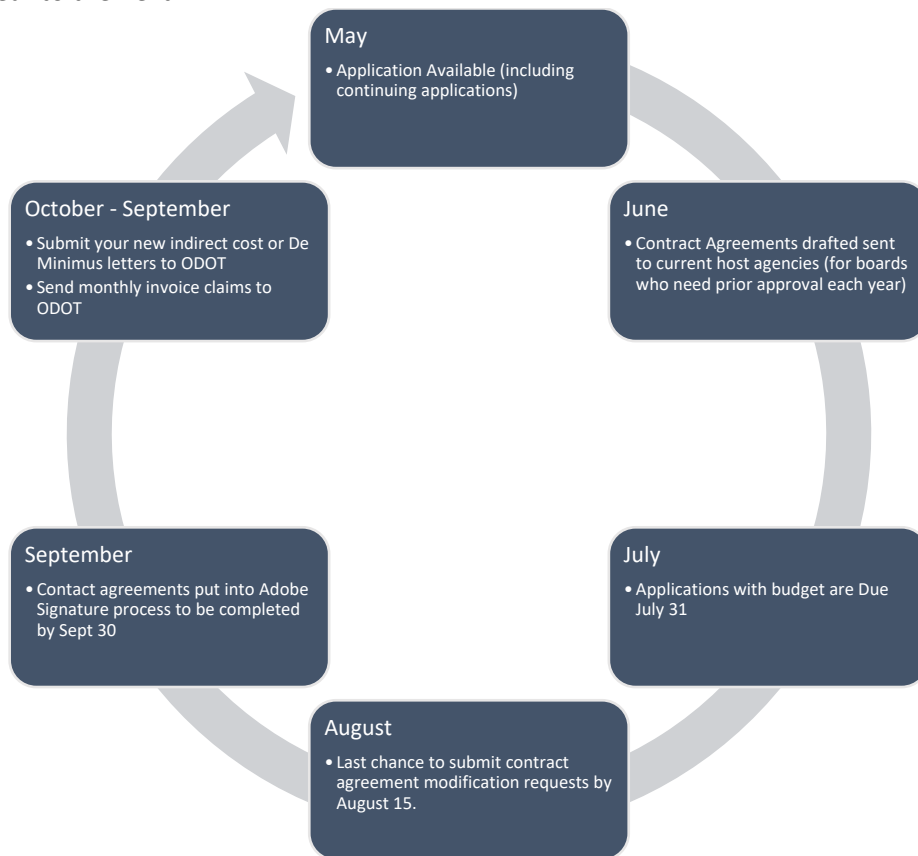 May
• Application Available (including
continuing applications)
June
• Contract Agreements drafted sent
to current host agencies (for boards
who need prior approval each year)
July
• Applications with budget are Due
July 31
August
• Last chance to submit contract
agreement modification requests by
August 15.
September
• Contact agreements put into Adobe
Signature process to be completed
by Sept 30
October - September
• Submit your new indirect cost or De
Minimus letters to ODOT
• Send monthly invoice claims to
ODOT